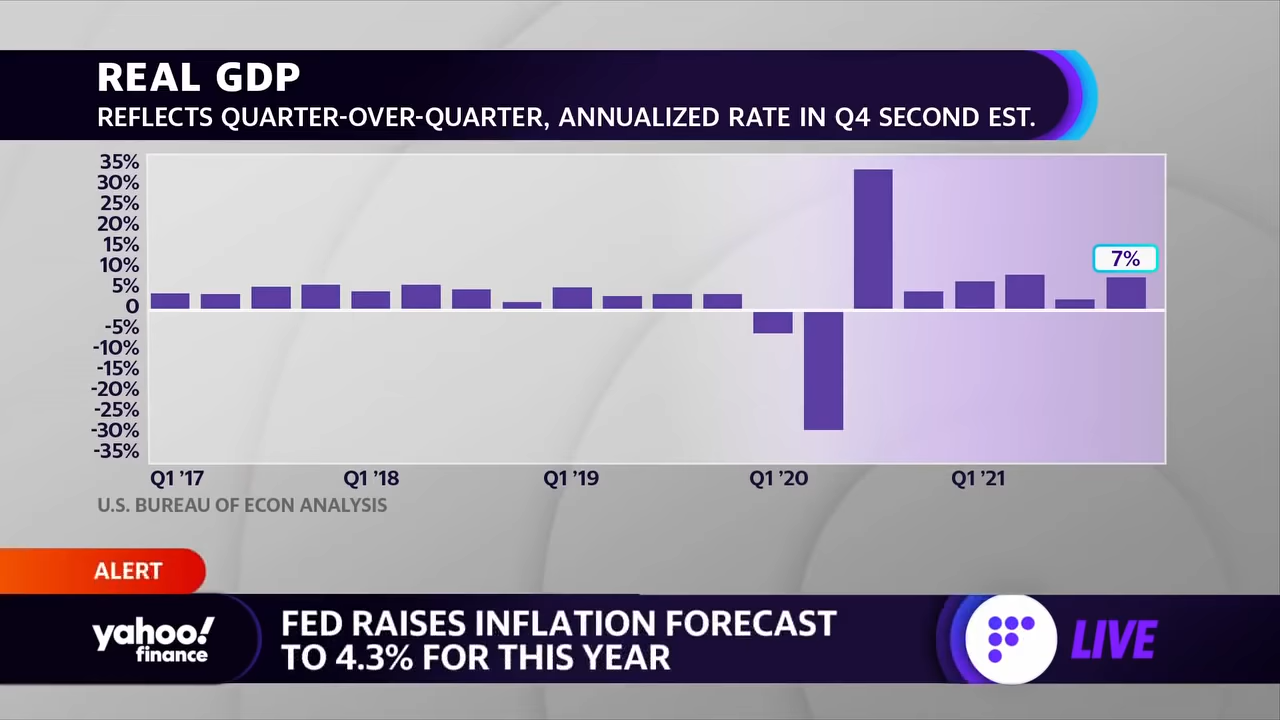 REAL GDP
REFLECTS QUARTER-OVER-QUARTER, ANNUALIZED RATE IN Q4 SECOND EST.
35%
30%
25%
20%
15%
10%
5%
0
-5%
-10%
-15%
-20%
-25%
-30%
-35%
7%
Q1 ’17
Q1 ’18
Q1 ’19
Q1 ’20
Q1 ’21
U.S. BUREAU OF ECON ANALYSIS
ALERT
yahoo!
finance
FED RAISES INFLATION FORECAST
TO 4.3% FOR THIS YEAR
LIVE